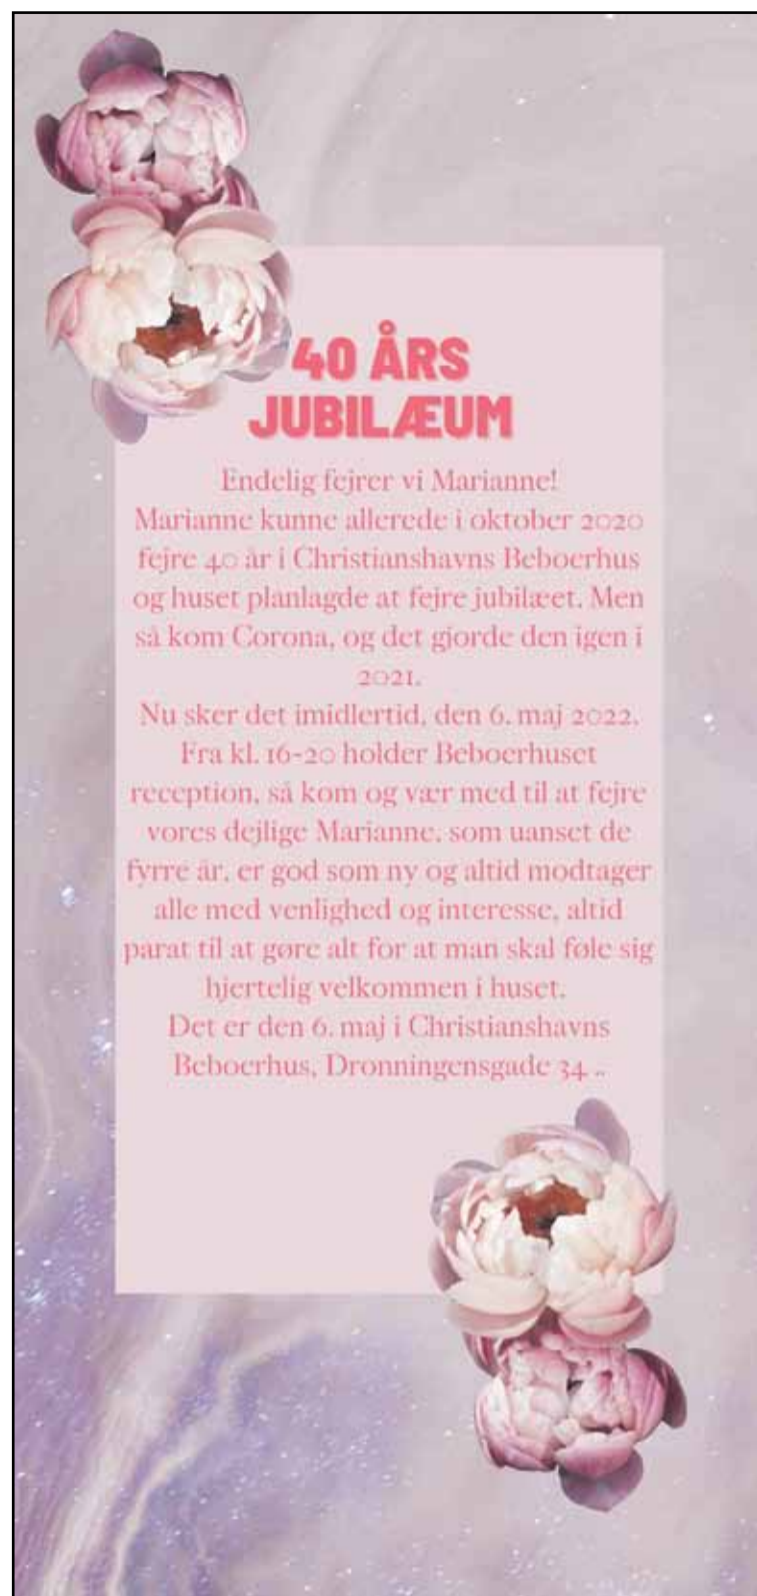 40 ÅRS
JUBILÆUM
Endelig fejrer vi Marianne!
Marianne kunne allerede i oktober 2020
fejre 40 år i Christianshavns Beboerhus
og huset planlagde at fejre jubilæet. Men
så kom Corona, og det gjorde den igen i
2021.
Nu sker det imidlertid, den 6. maj 2022.
Fra kl. 16-20 holder Beboerhuset
reception, så kom og vær med til at fejre
vores dejlige Marianne, som uanset de
fyrre år, er god som ny og altid modtager
alle med venlighed og interesse, altid
parat til at gøre alt for at man skal føle sig
hjertelig velkommen i huset.
Det er den 6. maj i Christianshavns
Beboerhus, Dronningensgade 34 ..